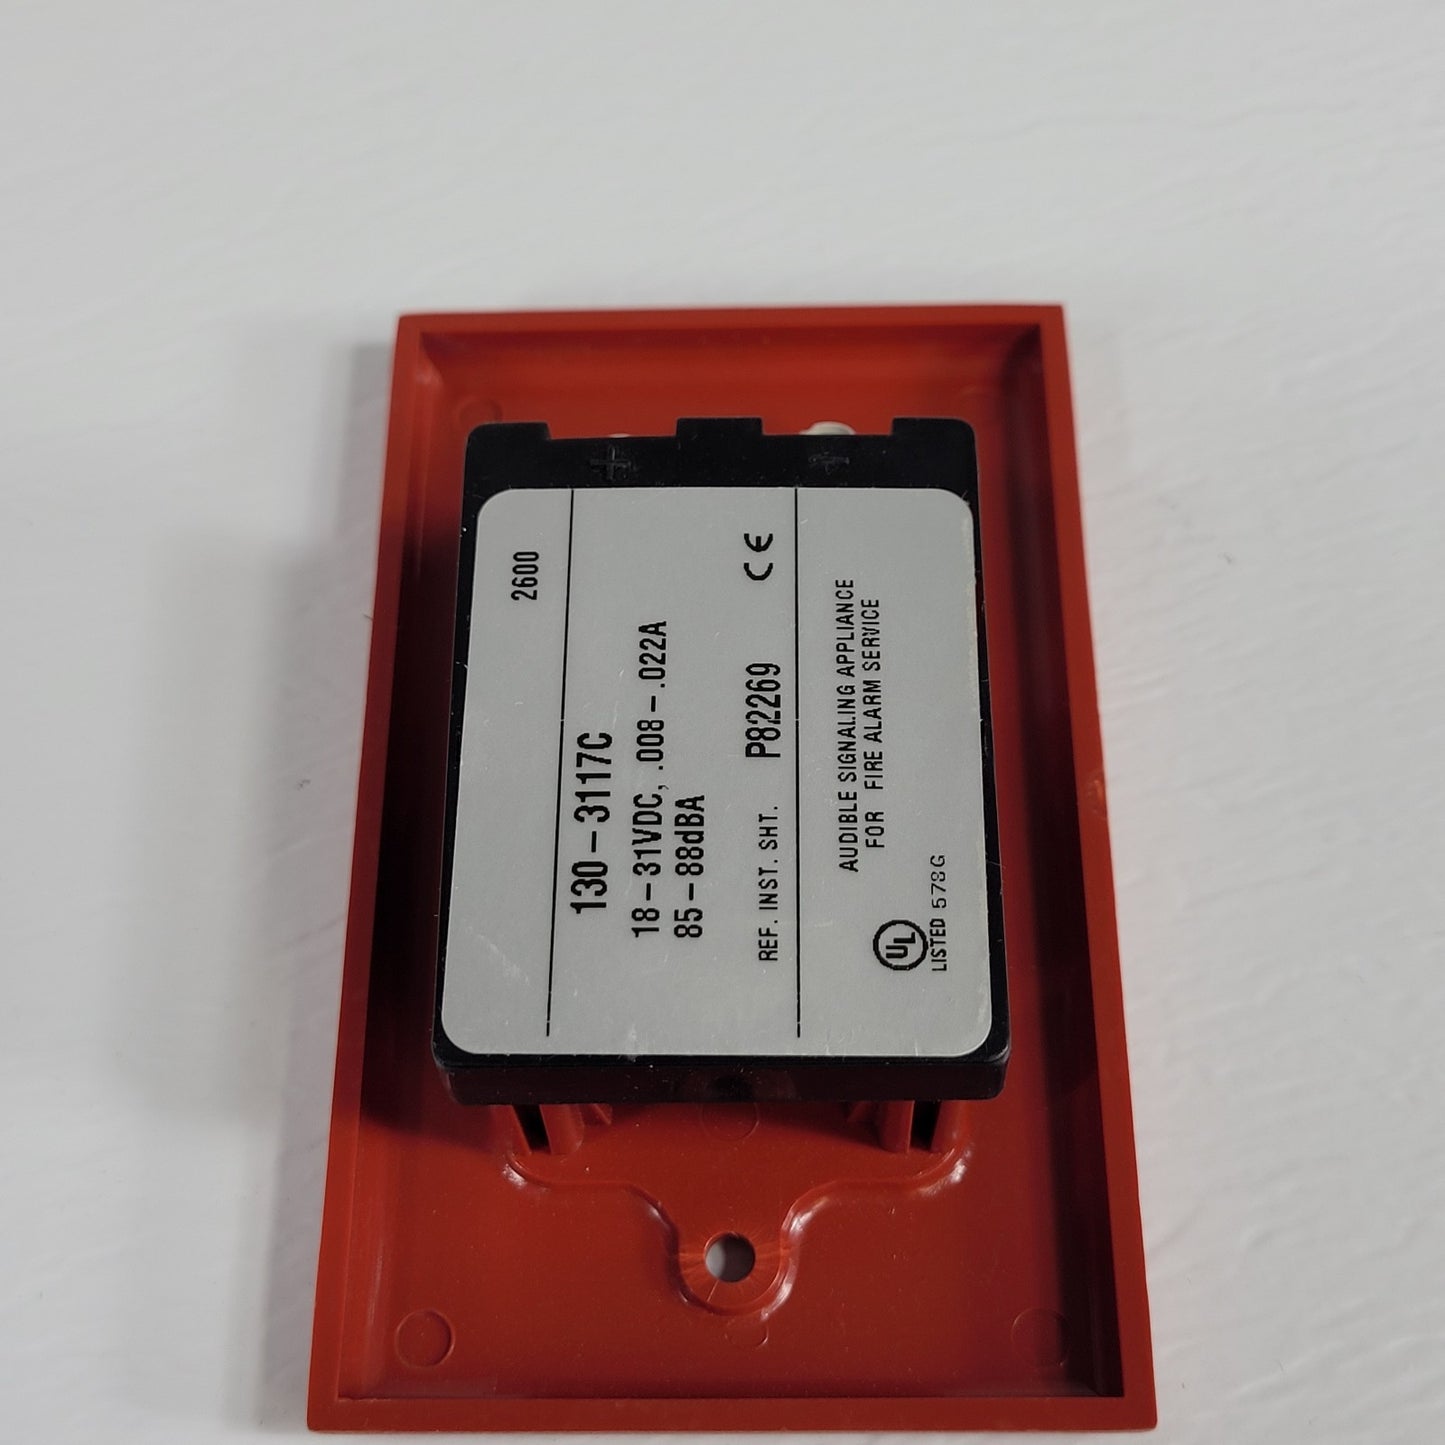 + -
2600
130-3117C
18-31VDC, .008-.022A
85-88dBA
REF. INST. SHT. P82269 CE
AUDIBLE SIGNALING APPLIANCE
FOR FIRE ALARM SERVICE
UL
LISTED 578G